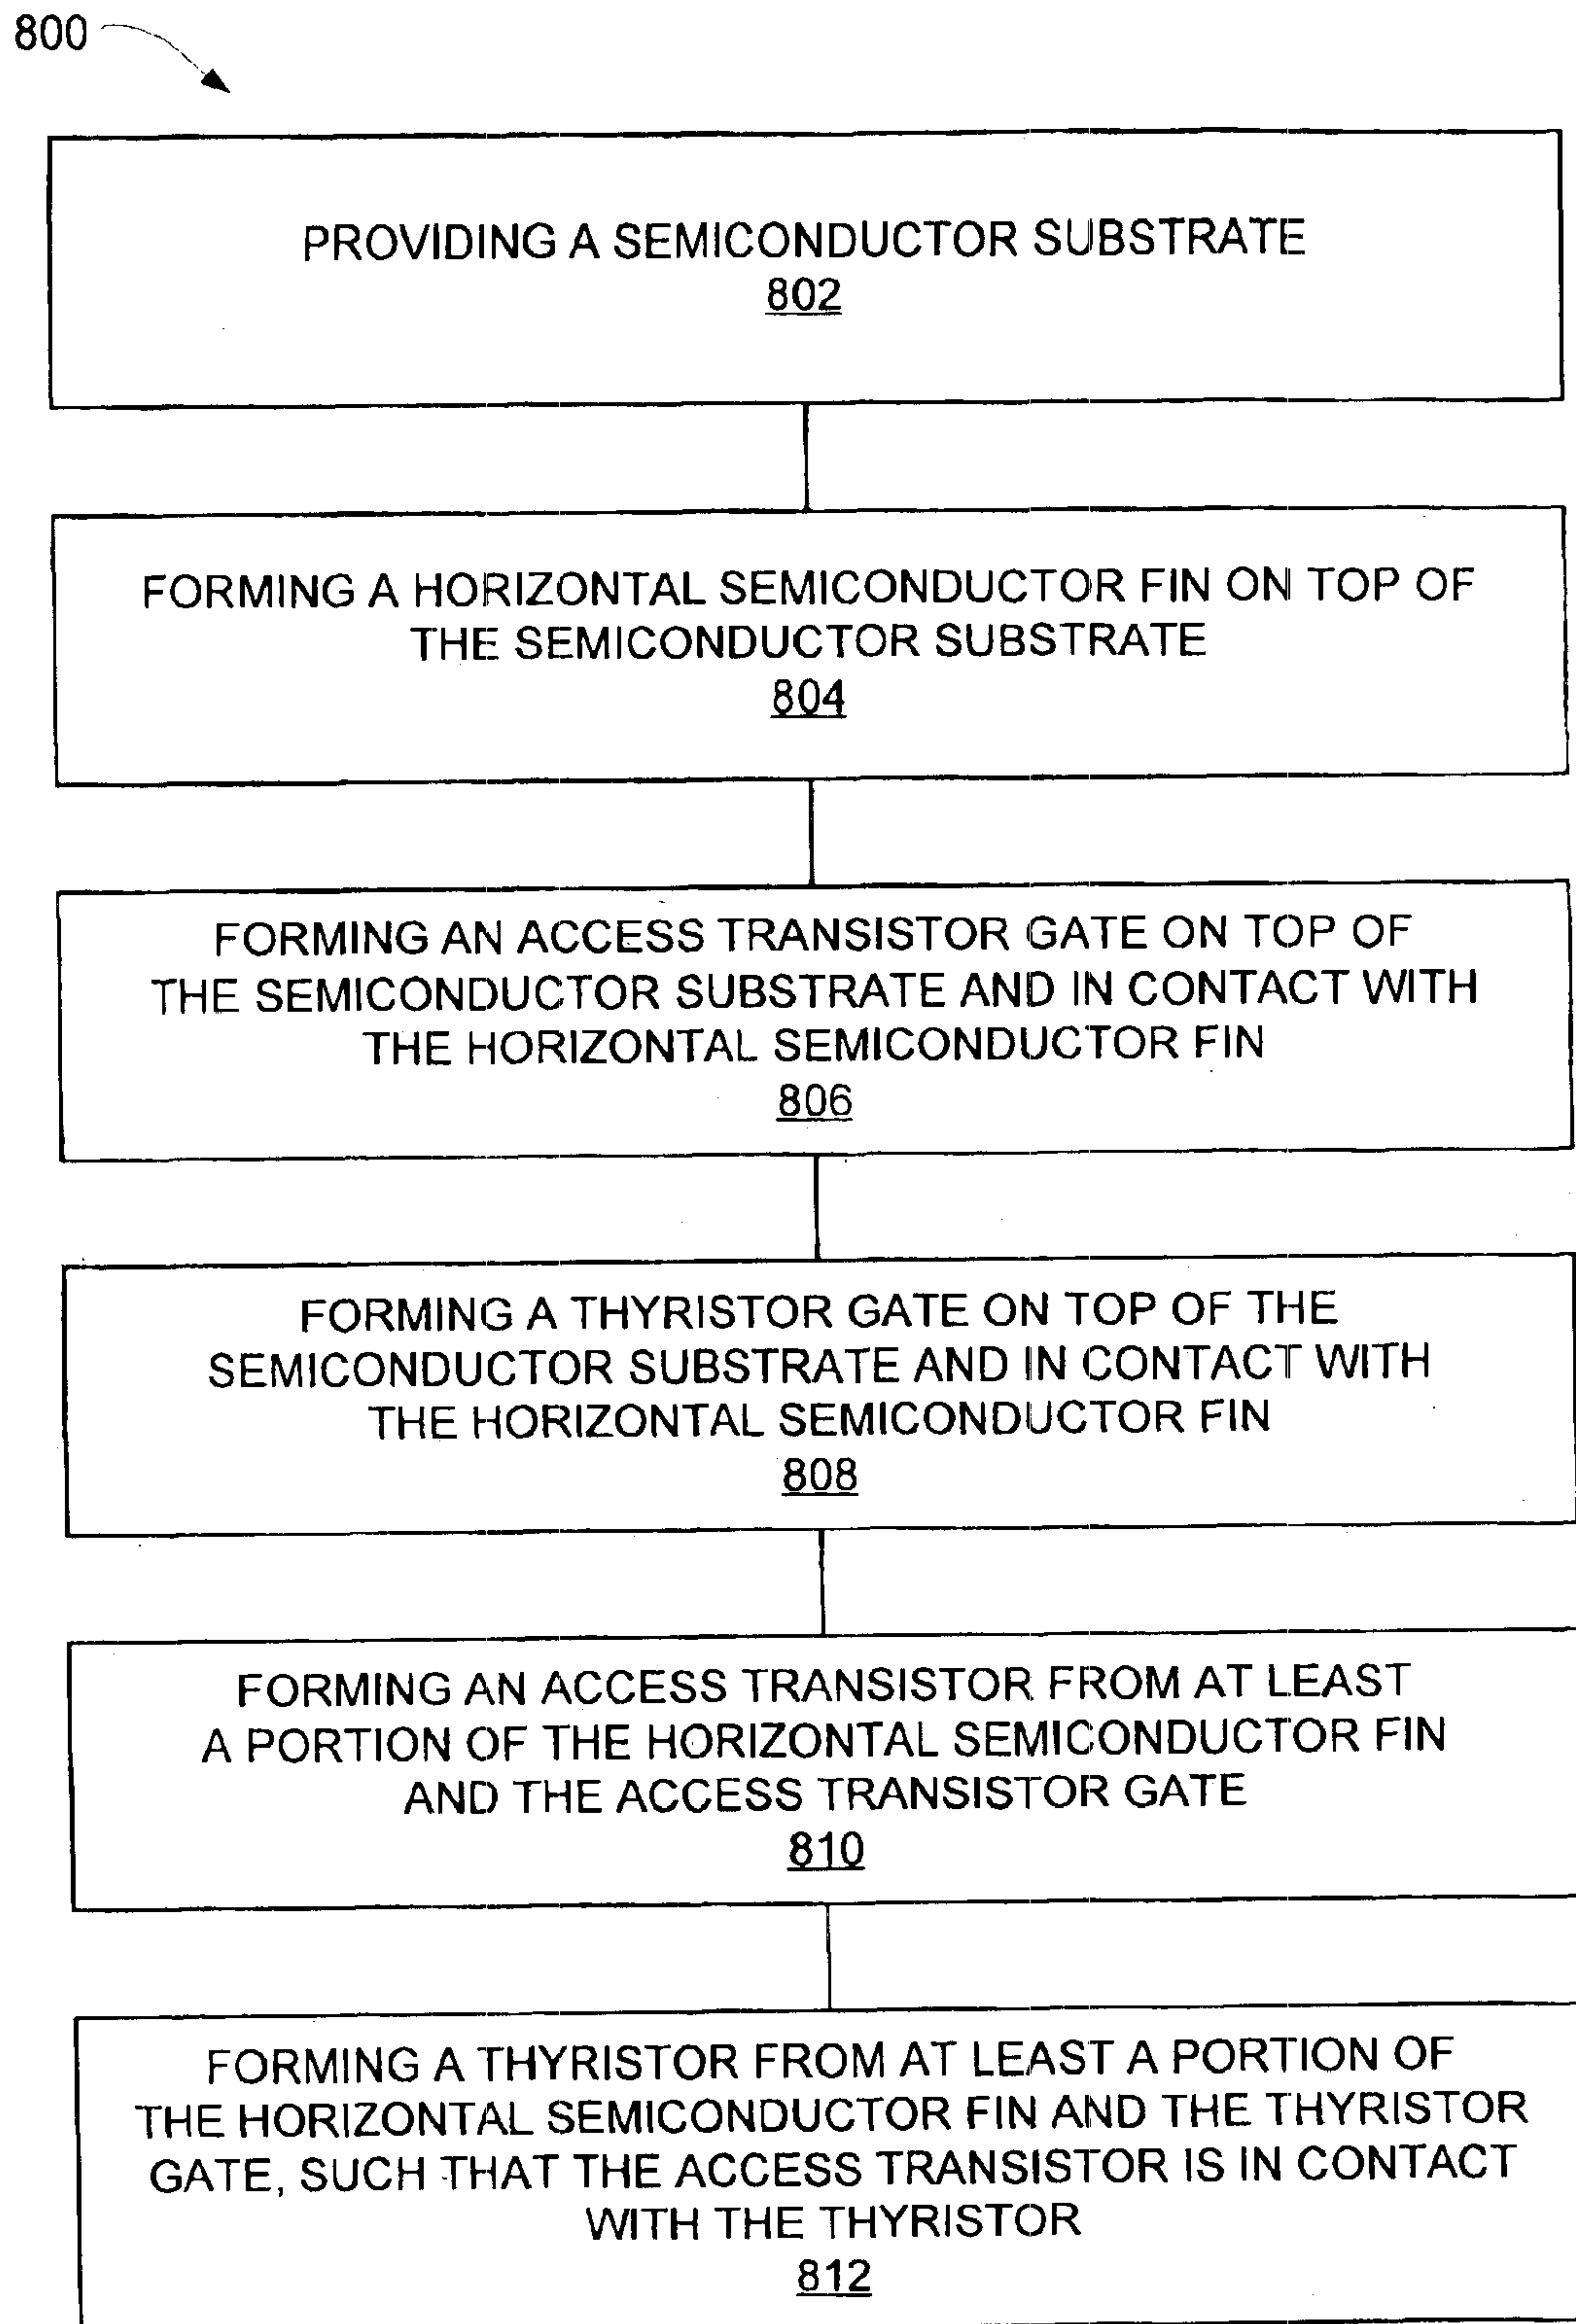 800
PROVIDING A SEMICONDUCTOR SUBSTRATE
802
FORMING A HORIZONTAL SEMICONDUCTOR FIN ON TOP OF
THE SEMICONDUCTOR SUBSTRATE
804
FORMING AN ACCESS TRANSISTOR GATE ON TOP OF
THE SEMICONDUCTOR SUBSTRATE AND IN CONTACT WITH
THE HORIZONTAL SEMICONDUCTOR FIN
806
FORMING A THYRISTOR GATE ON TOP OF THE
SEMICONDUCTOR SUBSTRATE AND IN CONTACT WITH
THE HORIZONTAL SEMICONDUCTOR FIN
808
FORMING AN ACCESS TRANSISTOR FROM AT LEAST
A PORTION OF THE HORIZONTAL SEMICONDUCTOR FIN
AND THE ACCESS TRANSISTOR GATE
810
FORMING A THYRISTOR FROM AT LEAST A PORTION OF
THE HORIZONTAL SEMICONDUCTOR FIN AND THE THYRISTOR
GATE, SUCH THAT THE ACCESS TRANSISTOR IS IN CONTACT
WITH THE THYRISTOR
812